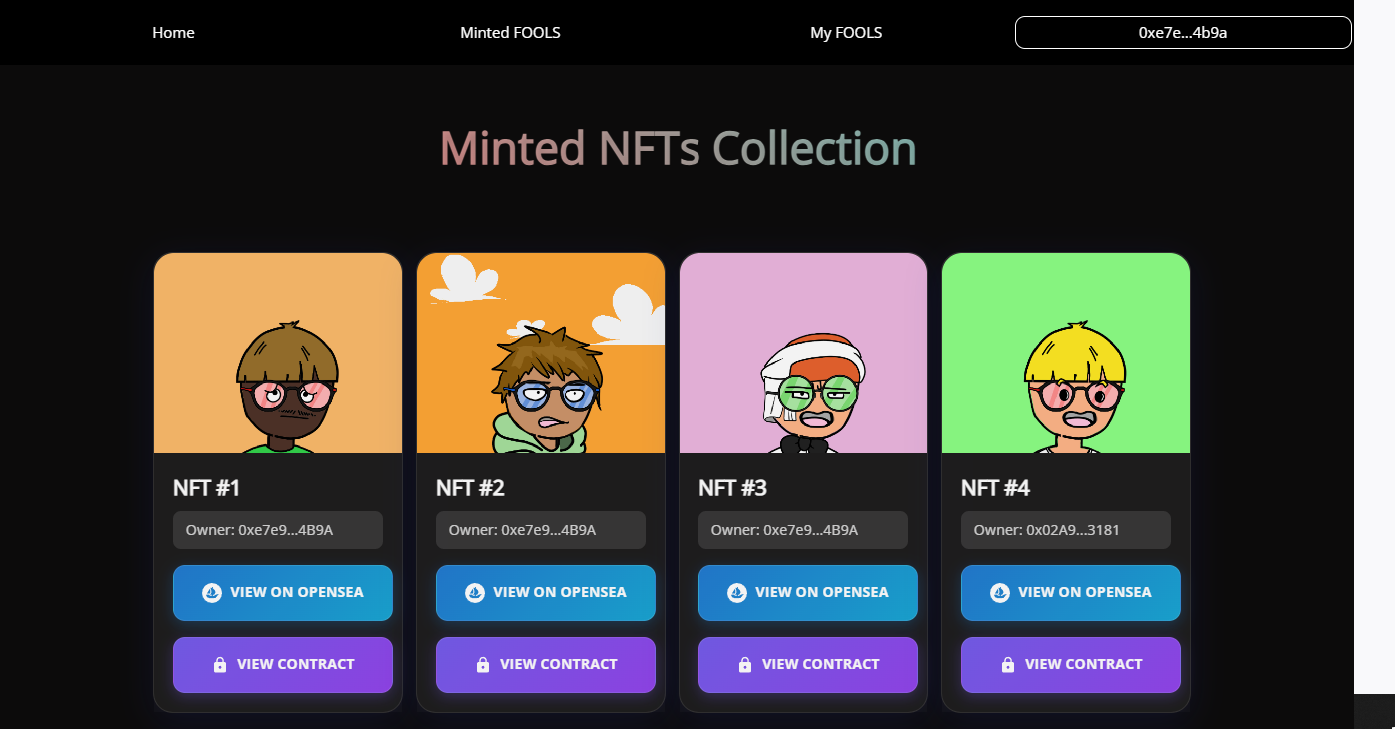 Home Minted FOOLS My FOOLS 0xe7e...4b9a
Minted NFTs Collection
NFT #1 NFT #2 NFT #3 NFT #4
Owner: 0xe7e9...4B9A Owner: 0xe7e9...4B9A Owner: 0xe7e9...4B9A Owner: 0x02A9...3181
VIEW ON OPENSEA VIEW ON OPENSEA VIEW ON OPENSEA VIEW ON OPENSEA
VIEW CONTRACT VIEW CONTRACT VIEW CONTRACT VIEW CONTRACT